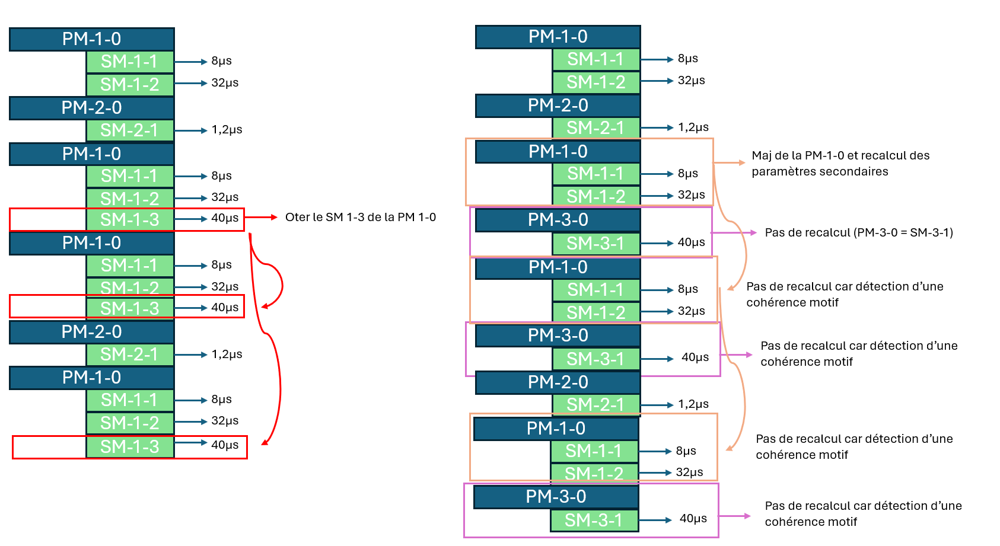 PM-1-0
SM-1-1 8µs
SM-1-2 32µs
PM-2-0
SM-2-1 1,2µs
PM-1-0
SM-1-1 8µs
SM-1-2 32µs
SM-1-3 40µs Oter le SM 1-3 de la PM 1-0
PM-1-0
SM-1-1 8µs
SM-1-2 32µs
SM-1-3 40µs
PM-2-0
SM-2-1 1,2µs
PM-1-0
SM-1-1 8µs
SM-1-2 32µs
SM-1-3 40µs
PM-1-0
SM-1-1 8µs
SM-1-2 32µs
PM-2-0
SM-2-1 1,2µs
PM-1-0
Maj de la PM-1-0 et recalcul des
paramètres secondaires
SM-1-1 8µs
SM-1-2 32µs
PM-3-0
Pas de recalcul (PM-3-0 = SM-3-1)
SM-3-1 40µs
PM-1-0
SM-1-1 8µs
Pas de recalcul car détection d’une
cohérence motif
SM-1-2 32µs
PM-3-0
Pas de recalcul car détection d’une
cohérence motif
SM-3-1 40µs
PM-2-0
SM-2-1 1,2µs
PM-1-0
Pas de recalcul car détection d’une
cohérence motif
SM-1-1 8µs
SM-1-2 32µs
PM-3-0
Pas de recalcul car détection d’une
cohérence motif
SM-3-1 40µs